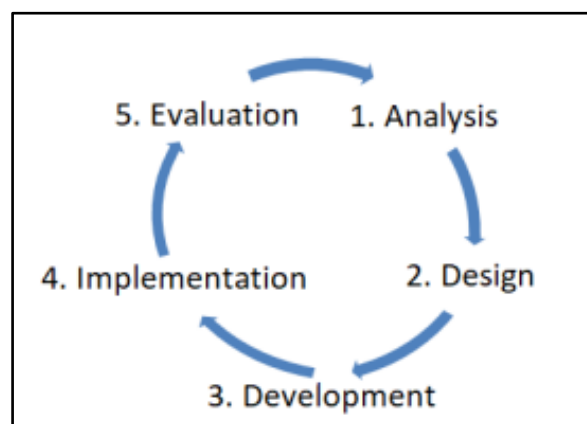 5. Evaluation
1. Analysis
4. Implementation
2. Design
3. Development